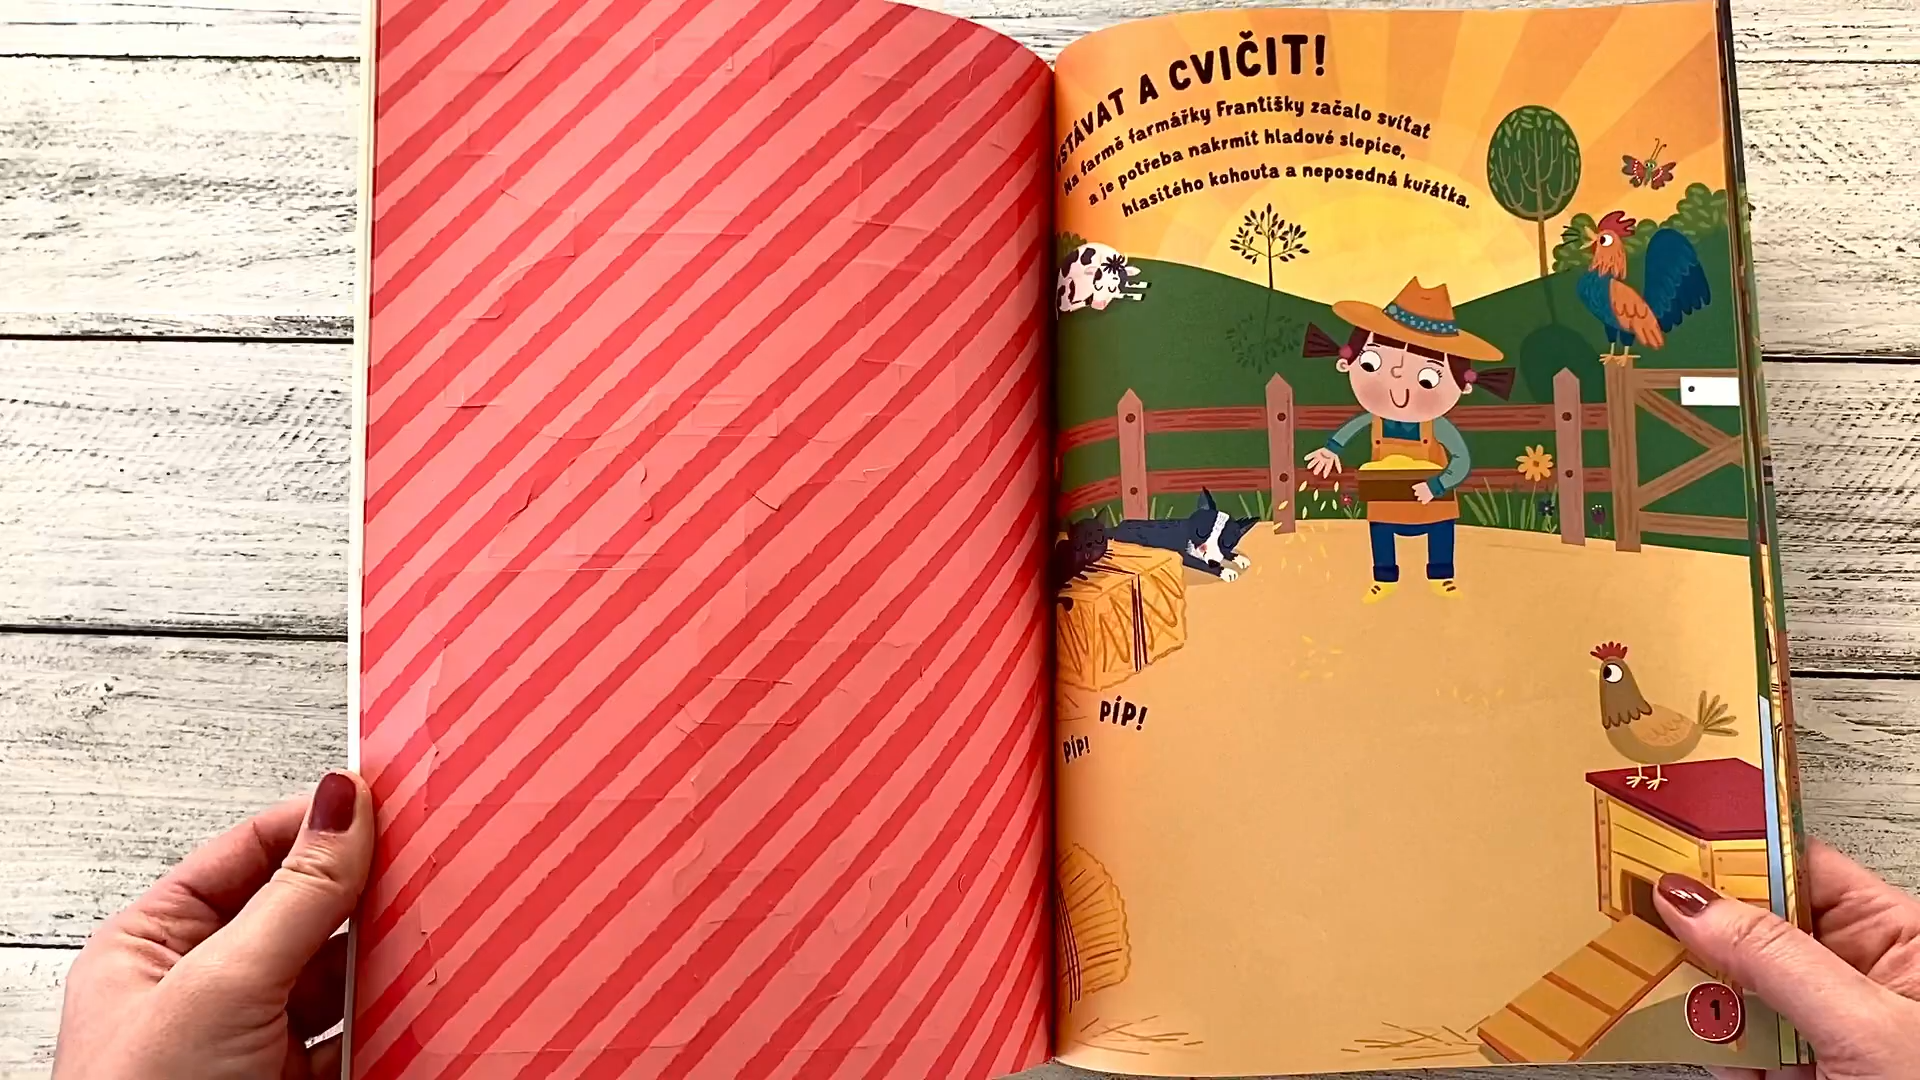 VSTÁVAT A CVIČIT!
Na farmě farmářky Františky začalo svítat
a je potřeba nakrmit hladové slepice,
hlasitého kohouta a neposedná kuřátka.
PÍP!
PÍP!
1